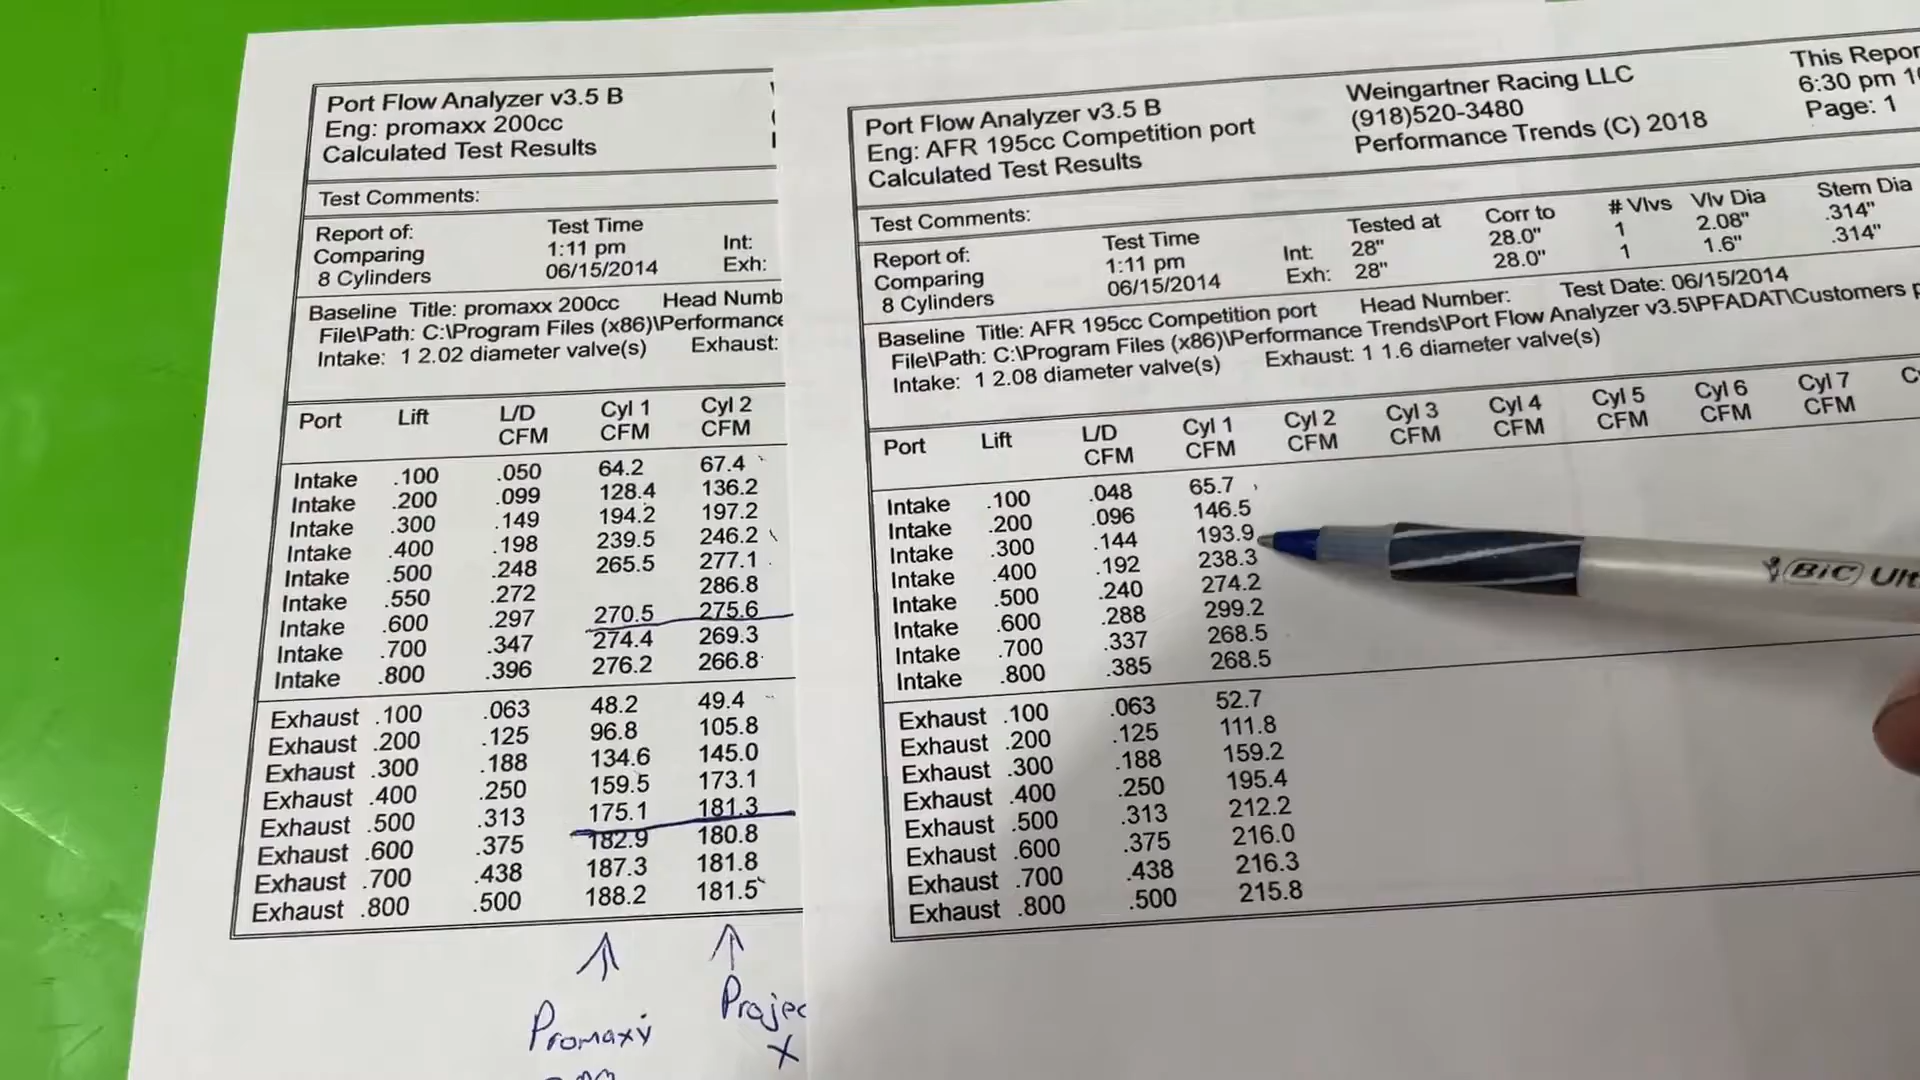 Port Flow Analyzer v3.5 B
Eng: promaxx 200cc
Calculated Test Results
Test Comments:
Report of: Test Time
Comparing 1:11 pm Int:
8 Cylinders 06/15/2014 Exh:
Baseline Title: promaxx 200cc Head Numb
File\Path: C:\Program Files (x86)\Performance
Intake: 1 2.02 diameter valve(s) Exhaust:
Port Lift L/D Cyl 1 Cyl 2
CFM CFM CFM
Intake .100 .050 64.2 67.4
Intake .200 .099 128.4 136.2
Intake .300 .149 194.2 197.2
Intake .400 .198 239.5 246.2
Intake .500 .248 265.5 277.1
Intake .550 .272 286.8
Intake .600 .297 270.5 275.6
Intake .700 .347 274.4 269.3
Intake .800 .396 276.2 266.8
Exhaust .100 .063 48.2 49.4
Exhaust .200 .125 96.8 105.8
Exhaust .300 .188 134.6 145.0
Exhaust .400 .250 159.5 173.1
Exhaust .500 .313 175.1 181.3
Exhaust .600 .375 182.9 180.8
Exhaust .700 .438 187.3 181.8
Exhaust .800 .500 188.2 181.5
Promaxx
Projec
X
Port Flow Analyzer v3.5 B Weingartner Racing LLC This Repor
Eng: AFR 195cc Competition port (918)520-3480 6:30 pm 1
Calculated Test Results Performance Trends (C) 2018 Page: 1
Test Comments:
Report of: Test Time Tested at Corr to # Vlvs Vlv Dia Stem Dia
Comparing 1:11 pm Int: 28" 28.0" 1 2.08" .314"
8 Cylinders 06/15/2014 Exh: 28" 28.0" 1 1.6" .314"
Baseline Title: AFR 195cc Competition port Head Number: Test Date: 06/15/2014
File\Path: C:\Program Files (x86)\Performance Trends\Port Flow Analyzer v3.5\PFADAT\Customers p
Intake: 1 2.08 diameter valve(s) Exhaust: 1 1.6 diameter valve(s)
Port Lift L/D Cyl 1 Cyl 2 Cyl 3 Cyl 4 Cyl 5 Cyl 6 Cyl 7 C
CFM CFM CFM CFM CFM CFM CFM CFM
Intake .100 .048 65.7
Intake .200 .096 146.5
Intake .300 .144 193.9
Intake .400 .192 238.3
Intake .500 .240 274.2
Intake .600 .288 299.2
Intake .700 .337 268.5
Intake .800 .385 268.5
Exhaust .100 .063 52.7
Exhaust .200 .125 111.8
Exhaust .300 .188 159.2
Exhaust .400 .250 195.4
Exhaust .500 .313 212.2
Exhaust .600 .375 216.0
Exhaust .700 .438 216.3
Exhaust .800 .500 215.8
BiC Ult